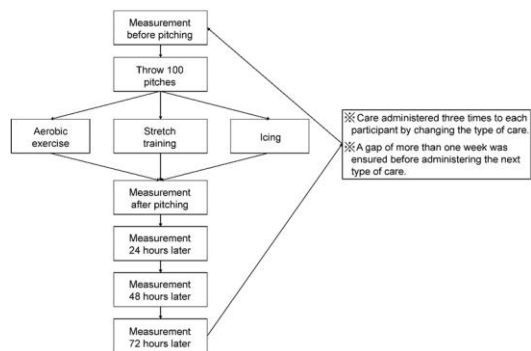 Measurement
before pitching
Throw 100
pitches
Aerobic
exercise
Stretch
training
Icing
Measurement
after pitching
Measurement
24 hours later
Measurement
48 hours later
Measurement
72 hours later
※ Care administered three times to each
participant by changing the type of care.
※ A gap of more than one week was
ensured before administering the next
type of care.